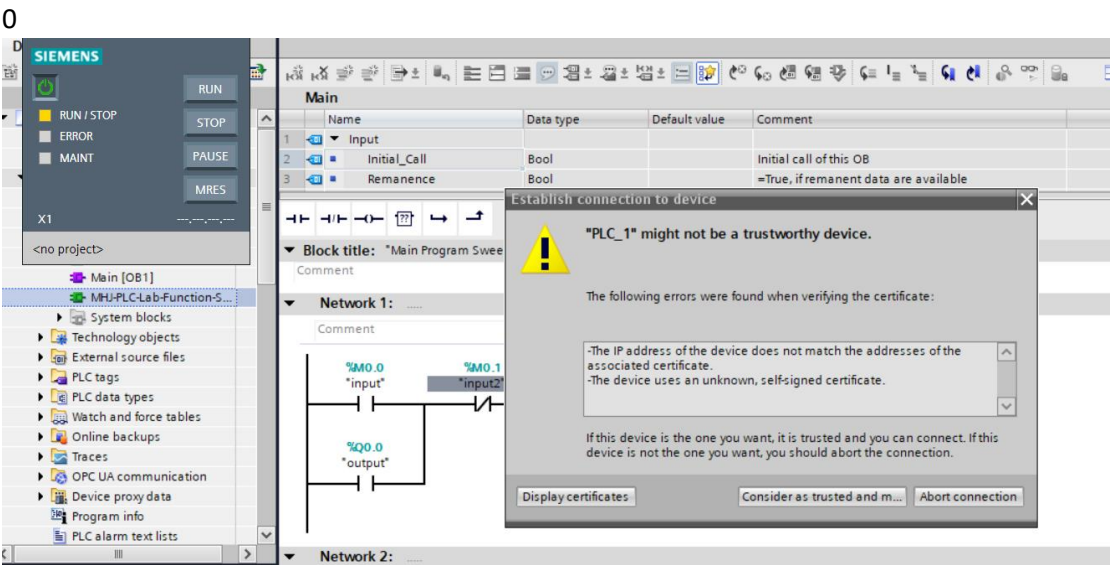 0
SIEMENS
RUN
RUN / STOP
STOP
ERROR
MAINT
PAUSE
MRES
X1 ---.---.---.---
<no project>
Main [OB1]
MHJ-PLC-Lab-Function-S...
System blocks
Technology objects
External source files
PLC tags
PLC data types
Watch and force tables
Online backups
Traces
OPC UA communication
Device proxy data
Program info
PLC alarm text lists
Main
Name Data type Default value Comment
1 Input
2 Initial_Call Bool Initial call of this OB
3 Remanence Bool =True, if remanent data are available
Block title: "Main Program Swee
Comment
Network 1: .....
Comment
%M0.0 %M0.1
"input" "input2"
%Q0.0
"output"
Network 2: .....
Establish connection to device
"PLC_1" might not be a trustworthy device.
The following errors were found when verifying the certificate:
-The IP address of the device does not match the addresses of the
associated certificate.
-The device uses an unknown, self-signed certificate.
If this device is the one you want, it is trusted and you can connect. If this
device is not the one you want, you should abort the connection.
Display certificates Consider as trusted and m... Abort connection